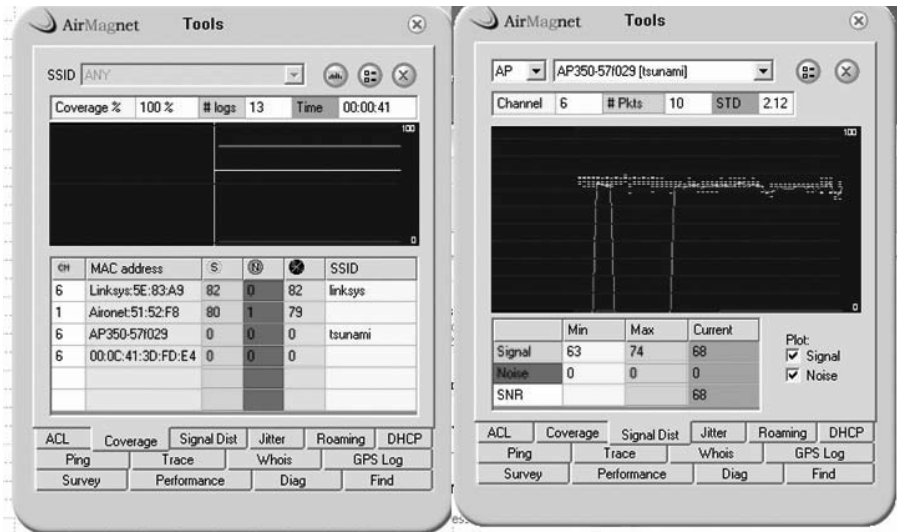 AirMagnet Tools
SSID ANY
Coverage % 100 % # logs 13 Time 00:00:41
100
0
CH MAC address S N SSID
6 Linksys:5E:83:A9 82 0 82 linksys
1 Aironet:51:52:F8 80 1 79
6 AP350-57f029 0 0 0 tsunami
6 00:0C:41:3D:FD:E4 0 0 0
ACL Coverage Signal Dist Jitter Roaming DHCP
Ping Trace Whois GPS Log
Survey Performance Diag Find
AirMagnet Tools
AP AP350-57f029 [tsunami]
Channel 6 # Pkts 10 STD 2.12
100
0
Min Max Current
Signal 63 74 68
Noise 0 0 0
SNR 68
Plot:
Signal
Noise
ACL Coverage Signal Dist Jitter Roaming DHCP
Ping Trace Whois GPS Log
Survey Performance Diag Find